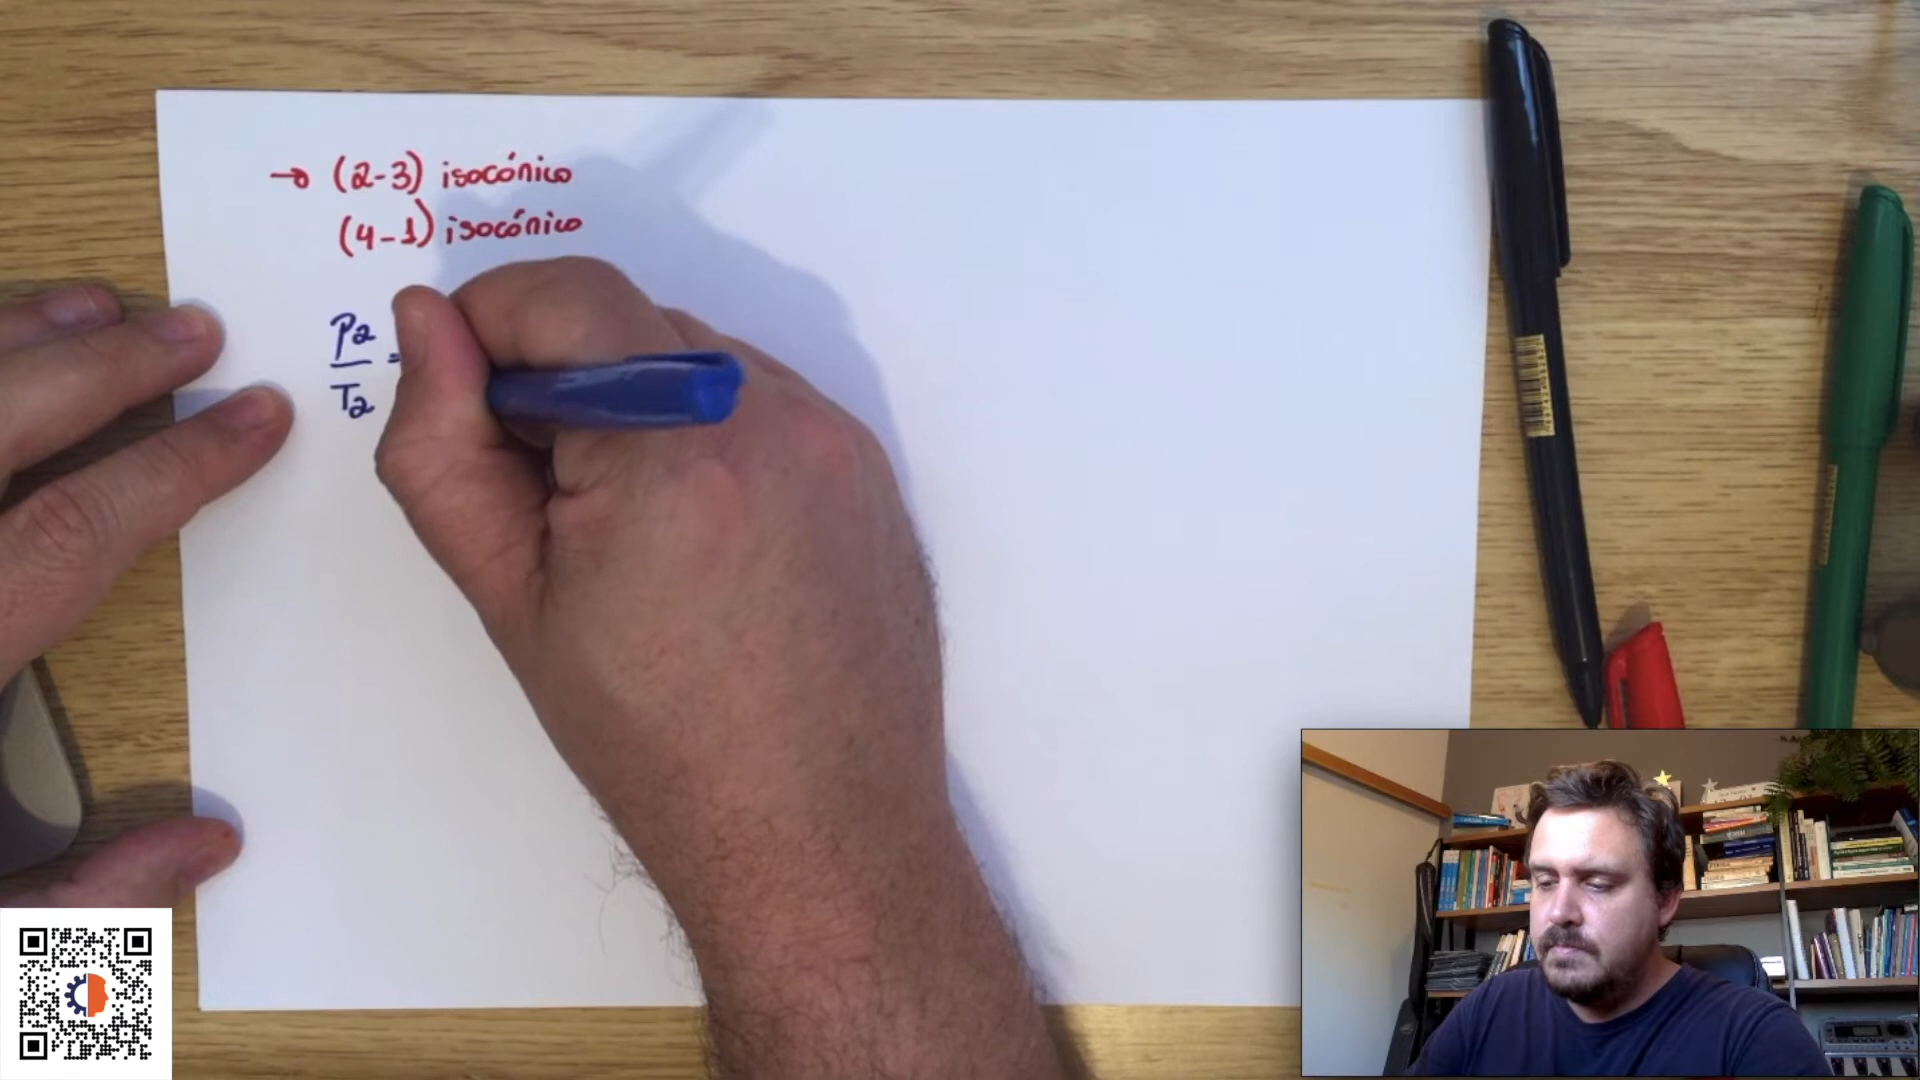 → (2-3) isocórico
(4-1) isocórico
P2
T2
=